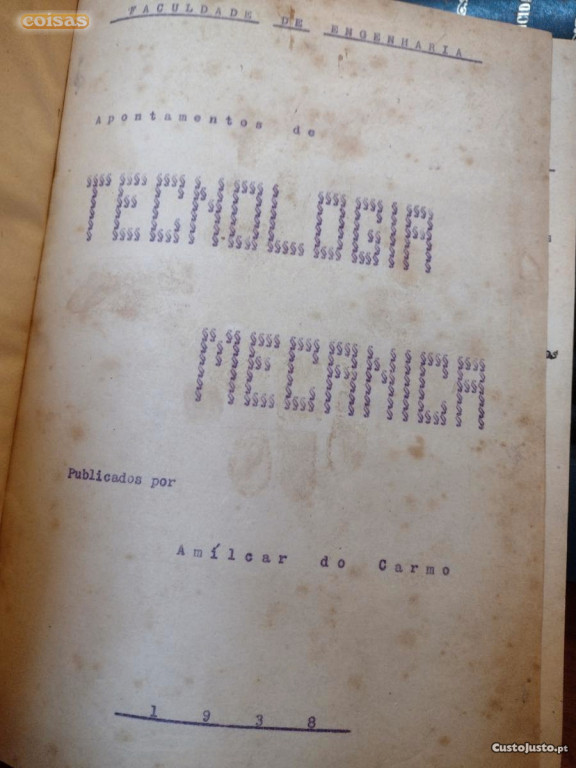 coisas
FACULDADE DE ENGENHARIA
Apontamentos de
TECNOLOGIA
MECANICA
Publicados por
Amílcar do Carmo
1938
CustoJusto.pt